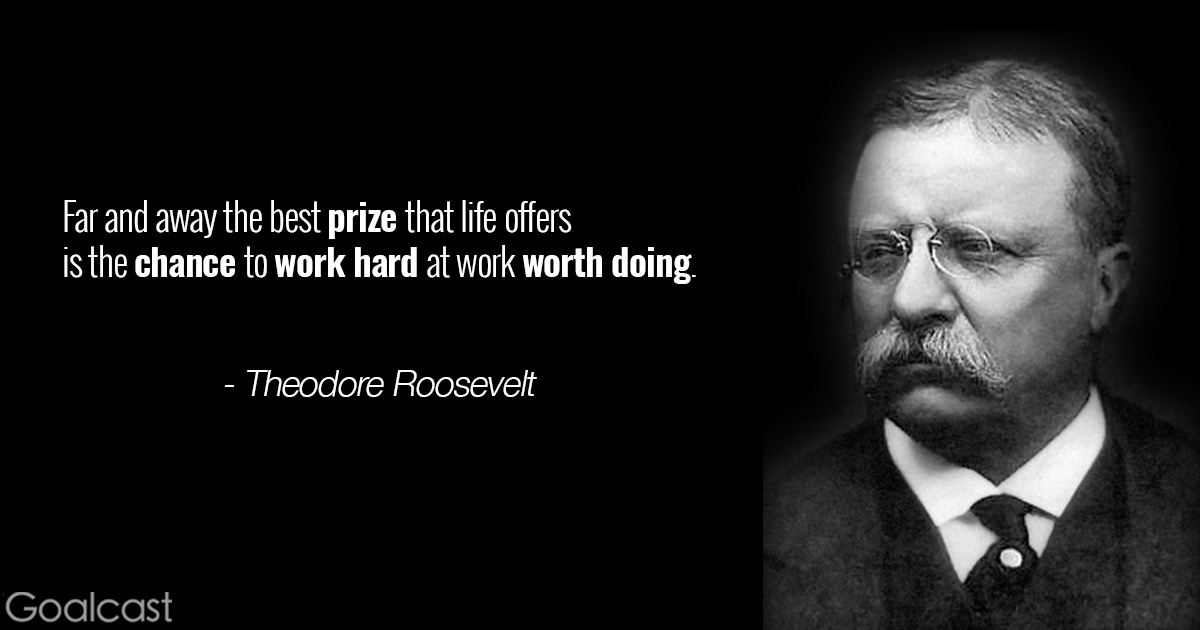 Far and away the best prize that life offers
is the chance to work hard at work worth doing.
- Theodore Roosevelt
Goalcast